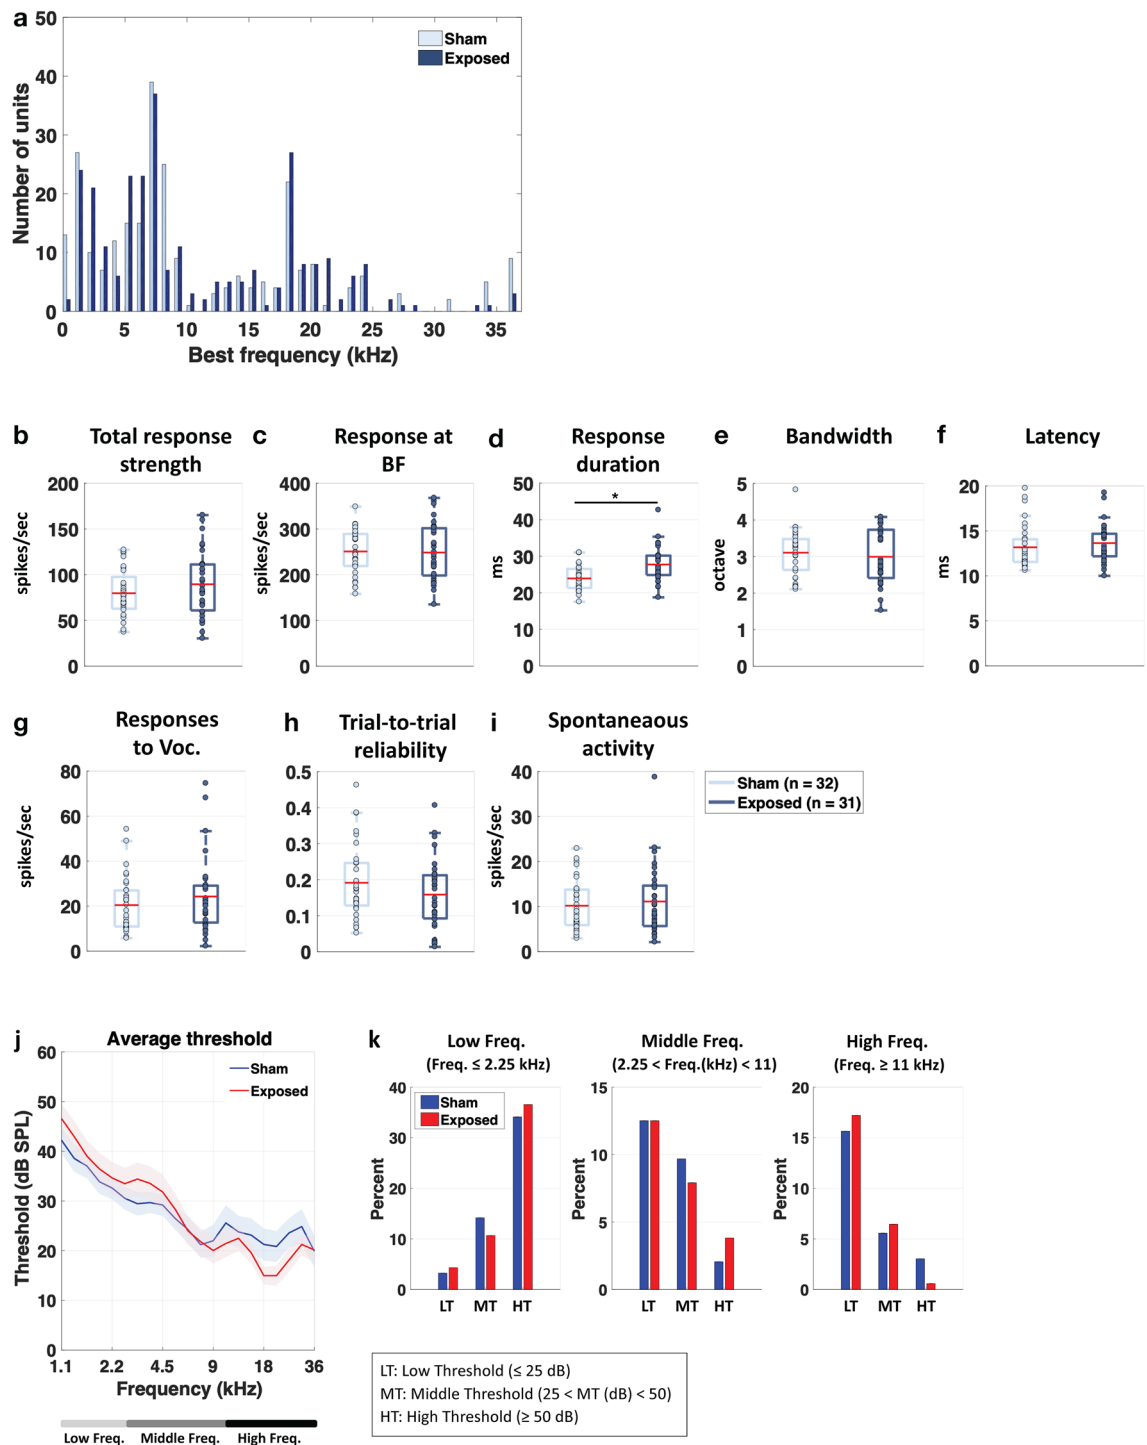 a
50
40
30
20
10
0
Number of units
Sham
Exposed
0 5 10 15 20 25 30 35
Best frequency (kHz)
b
Total response
strength
200
150
100
50
0
spikes/sec
c
Response at
BF
400
300
200
100
0
spikes/sec
d
Response
duration
50
40
30
20
10
0
ms
*
e
Bandwidth
5
4
3
2
1
0
octave
f
Latency
20
15
10
5
0
ms
g
Responses
to Voc.
80
60
40
20
0
spikes/sec
h
Trial-to-trial
reliability
0.5
0.4
0.3
0.2
0.1
0
i
Spontaneaous
activity
40
30
20
10
0
spikes/sec
Sham (n = 32)
Exposed (n = 31)
j
Average threshold
60
50
40
30
20
10
0
Threshold (dB SPL)
Sham
Exposed
1.1 2.2 4.5 9 18 36
Frequency (kHz)
Low Freq. Middle Freq. High Freq.
k
Low Freq.
(Freq. ≤ 2.25 kHz)
40
30
20
10
0
Percent
Sham
Exposed
LT MT HT
Middle Freq.
(2.25 < Freq.(kHz) < 11)
15
10
5
0
Percent
LT MT HT
High Freq.
(Freq. ≥ 11 kHz)
20
15
10
5
0
Percent
LT MT HT
LT: Low Threshold (≤ 25 dB)
MT: Middle Threshold (25 < MT (dB) < 50)
HT: High Threshold (≥ 50 dB)